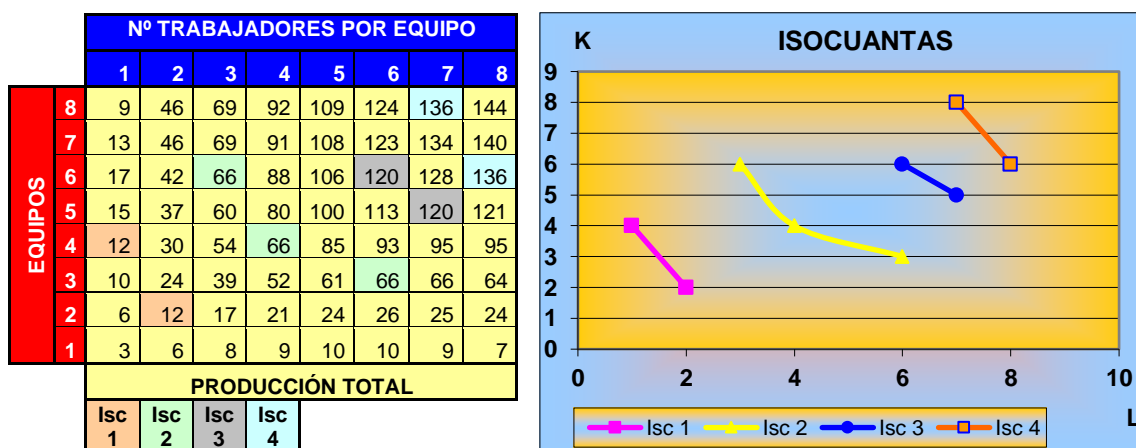 Nº TRABAJADORES POR EQUIPO
1 2 3 4 5 6 7 8
EQUIPOS
8 9 46 69 92 109 124 136 144
7 13 46 69 91 108 123 134 140
6 17 42 66 88 106 120 128 136
5 15 37 60 80 100 113 120 121
4 12 30 54 66 85 93 95 95
3 10 24 39 52 61 66 66 64
2 6 12 17 21 24 26 25 24
1 3 6 8 9 10 10 9 7
PRODUCCIÓN TOTAL
Isc 1 Isc 2 Isc 3 Isc 4
K
ISOCUANTAS
9
8
7
6
5
4
3
2
1
0
0 2 4 6 8 10
L
Isc 1 Isc 2 Isc 3 Isc 4